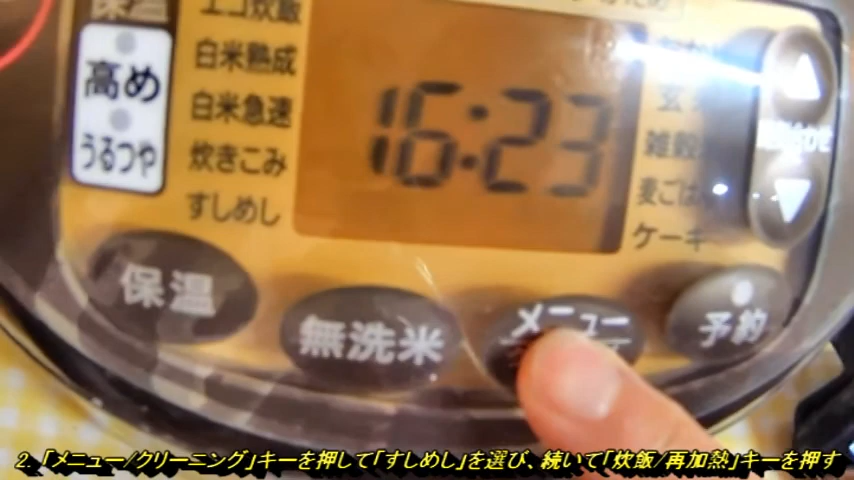 保温
高め
うるつや
エコ炊飯
白米熟成
白米急速
炊きこみ
すしめし
16:23
雑穀
麦ごはん
ケーキ
保温
無洗米
メニュー
予約
2. 「メニュー/クリーニング」キーを押して「すしめし」を選び、続いて「炊飯/再加熱」キーを押す